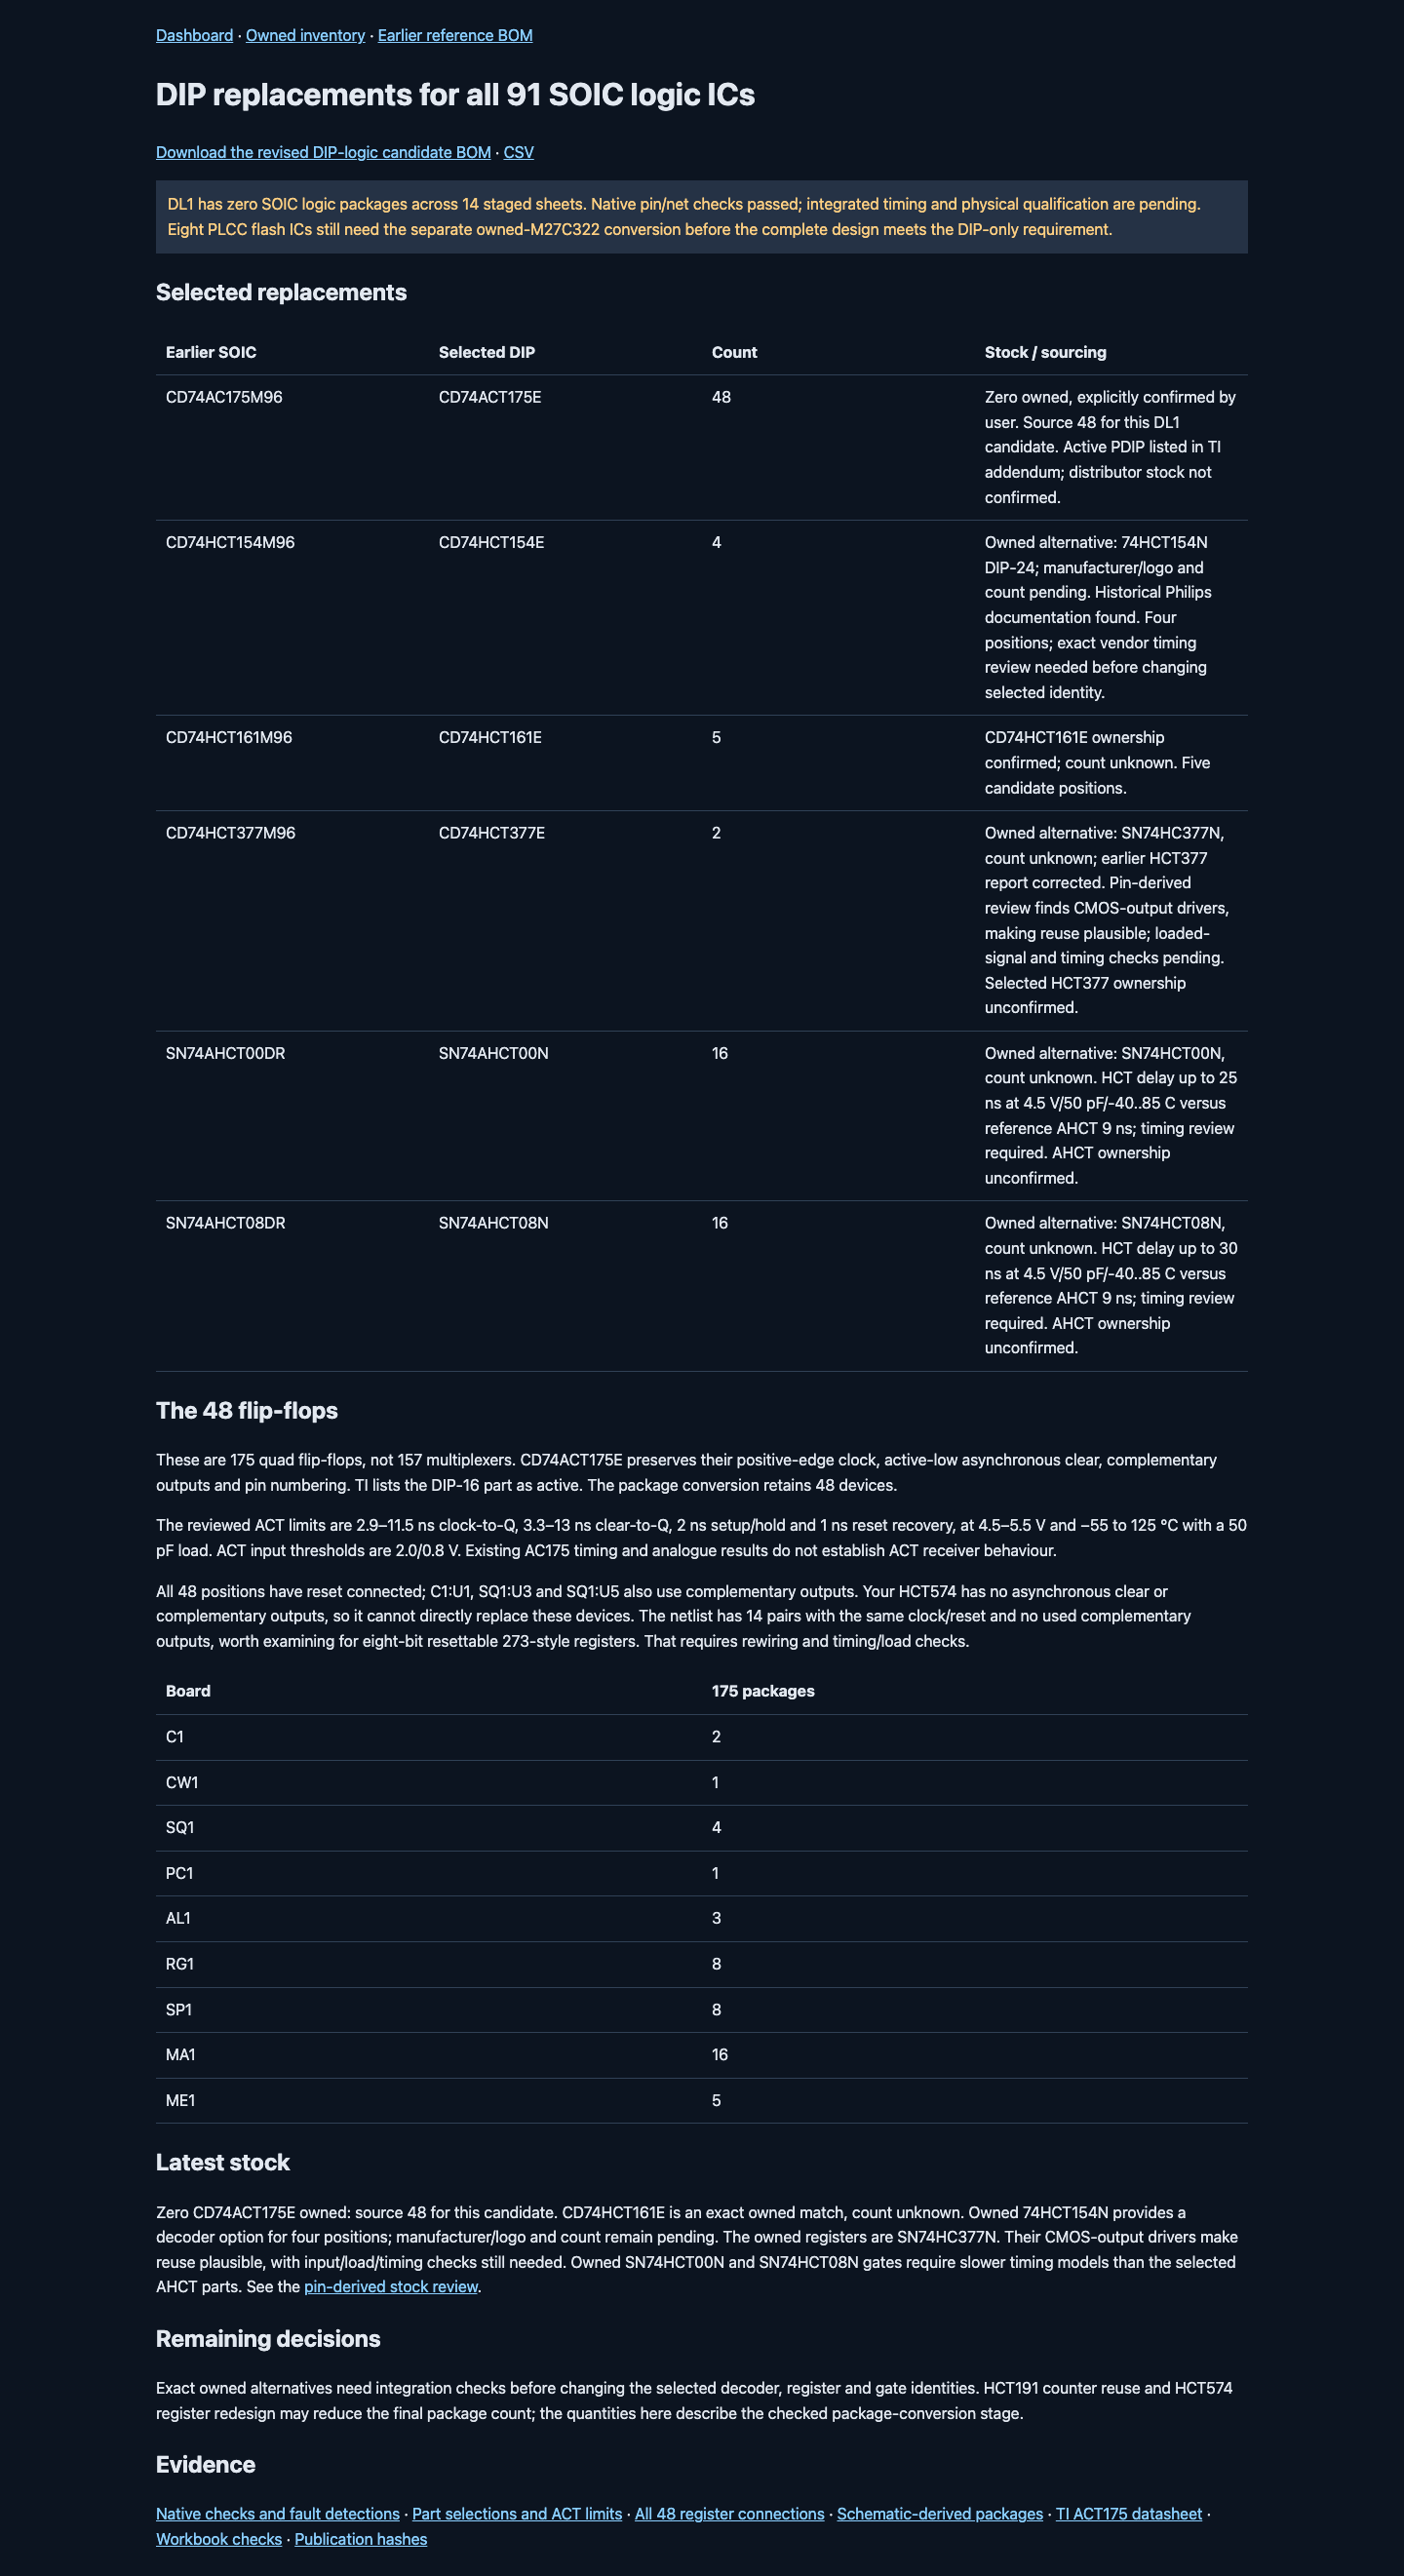 Dashboard · Owned inventory · Earlier reference BOM
DIP replacements for all 91 SOIC logic ICs
Download the revised DIP-logic candidate BOM · CSV
DL1 has zero SOIC logic packages across 14 staged sheets. Native pin/net checks passed; integrated timing and physical qualification are pending.
Eight PLCC flash ICs still need the separate owned-M27C322 conversion before the complete design meets the DIP-only requirement.
Selected replacements
Earlier SOIC Selected DIP Count Stock / sourcing
CD74AC175M96 CD74ACT175E 48 Zero owned, explicitly confirmed by
user. Source 48 for this DL1
candidate. Active PDIP listed in TI
addendum; distributor stock not
confirmed.
CD74HCT154M96 CD74HCT154E 4 Owned alternative: 74HCT154N
DIP-24; manufacturer/logo and
count pending. Historical Philips
documentation found. Four
positions; exact vendor timing
review needed before changing
selected identity.
CD74HCT161M96 CD74HCT161E 5 CD74HCT161E ownership
confirmed; count unknown. Five
candidate positions.
CD74HCT377M96 CD74HCT377E 2 Owned alternative: SN74HC377N,
count unknown; earlier HCT377
report corrected. Pin-derived
review finds CMOS-output drivers,
making reuse plausible; loaded-
signal and timing checks pending.
Selected HCT377 ownership
unconfirmed.
SN74AHCT00DR SN74AHCT00N 16 Owned alternative: SN74HCT00N,
count unknown. HCT delay up to 25
ns at 4.5 V/50 pF/-40..85 C versus
reference AHCT 9 ns; timing review
required. AHCT ownership
unconfirmed.
SN74AHCT08DR SN74AHCT08N 16 Owned alternative: SN74HCT08N,
count unknown. HCT delay up to 30
ns at 4.5 V/50 pF/-40..85 C versus
reference AHCT 9 ns; timing review
required. AHCT ownership
unconfirmed.
The 48 flip-flops
These are 175 quad flip-flops, not 157 multiplexers. CD74ACT175E preserves their positive-edge clock, active-low asynchronous clear, complementary
outputs and pin numbering. TI lists the DIP-16 part as active. The package conversion retains 48 devices.
The reviewed ACT limits are 2.9–11.5 ns clock-to-Q, 3.3–13 ns clear-to-Q, 2 ns setup/hold and 1 ns reset recovery, at 4.5–5.5 V and −55 to 125 °C with a 50
pF load. ACT input thresholds are 2.0/0.8 V. Existing AC175 timing and analogue results do not establish ACT receiver behaviour.
All 48 positions have reset connected; C1:U1, SQ1:U3 and SQ1:U5 also use complementary outputs. Your HCT574 has no asynchronous clear or
complementary outputs, so it cannot directly replace these devices. The netlist has 14 pairs with the same clock/reset and no used complementary
outputs, worth examining for eight-bit resettable 273-style registers. That requires rewiring and timing/load checks.
Board 175 packages
C1 2
CW1 1
SQ1 4
PC1 1
AL1 3
RG1 8
SP1 8
MA1 16
ME1 5
Latest stock
Zero CD74ACT175E owned: source 48 for this candidate. CD74HCT161E is an exact owned match, count unknown. Owned 74HCT154N provides a
decoder option for four positions; manufacturer/logo and count remain pending. The owned registers are SN74HC377N. Their CMOS-output drivers make
reuse plausible, with input/load/timing checks still needed. Owned SN74HCT00N and SN74HCT08N gates require slower timing models than the selected
AHCT parts. See the pin-derived stock review.
Remaining decisions
Exact owned alternatives need integration checks before changing the selected decoder, register and gate identities. HCT191 counter reuse and HCT574
register redesign may reduce the final package count; the quantities here describe the checked package-conversion stage.
Evidence
Native checks and fault detections · Part selections and ACT limits · All 48 register connections · Schematic-derived packages · TI ACT175 datasheet ·
Workbook checks · Publication hashes